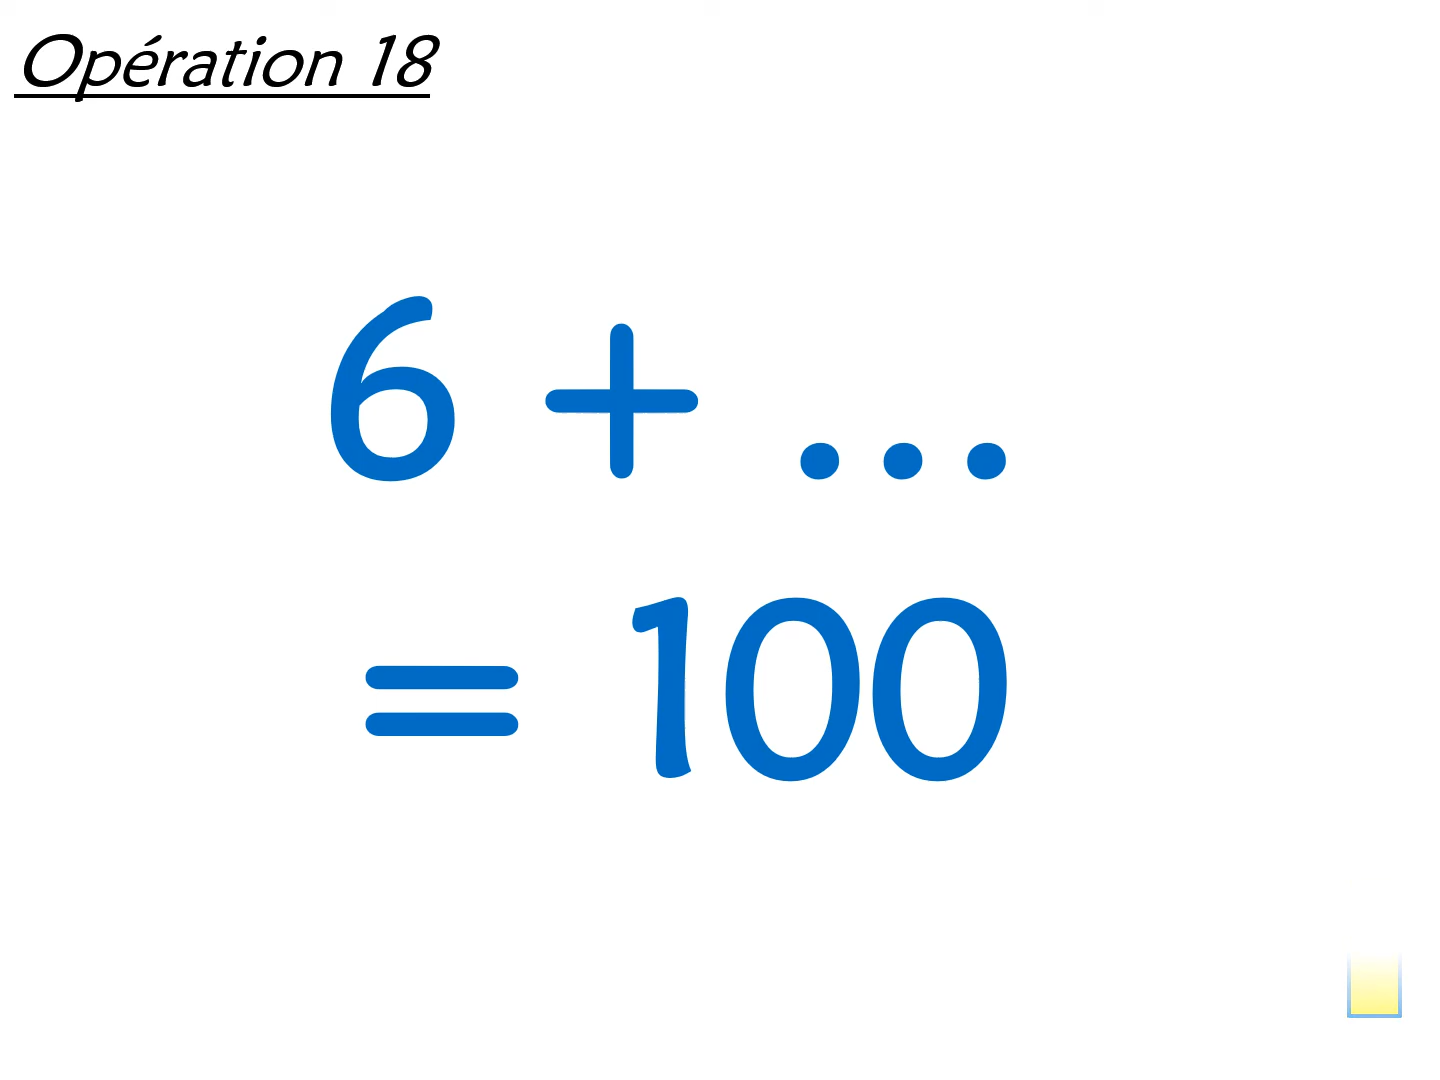 Opération 18
6 + ...
= 100